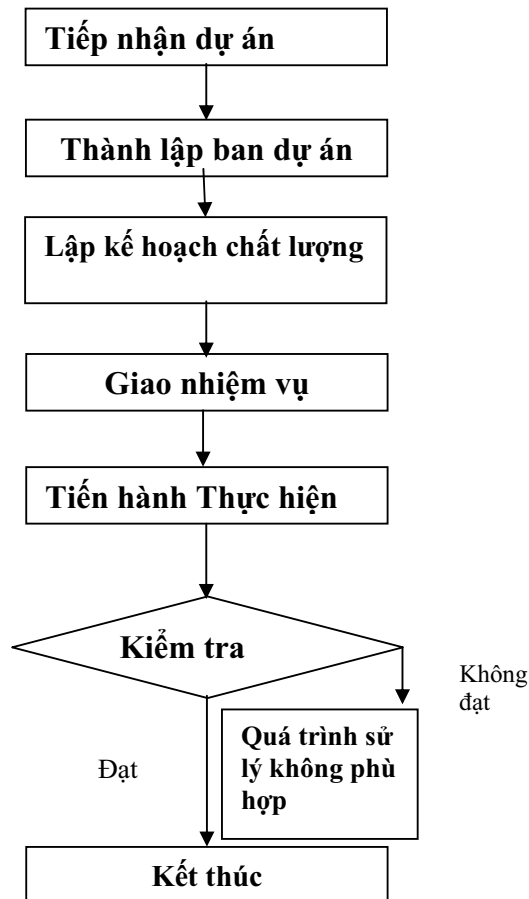 Tiếp nhận dự án
Thành lập ban dự án
Lập kế hoạch chất lượng
Giao nhiệm vụ
Tiến hành Thực hiện
Kiểm tra
Không
đạt
Quá trình sử
lý không phù
hợp
Đạt
Kết thúc